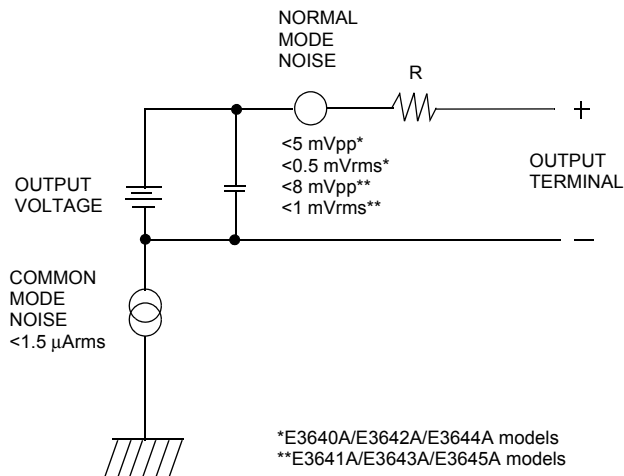 NORMAL
MODE
NOISE
R
+
<5 mVpp*
<0.5 mVrms*
<8 mVpp**
<1 mVrms**
OUTPUT
TERMINAL
OUTPUT
VOLTAGE
–
COMMON
MODE
NOISE
<1.5 μArms
*E3640A/E3642A/E3644A models
**E3641A/E3643A/E3645A models